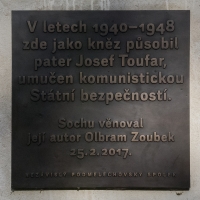 V letech 1940–1948
zde jako kněz působil
páter Josef Toufar,
umučen komunistickou
Státní bezpečností.
Sochu věnoval
její autor Olbram Zoubek
25.2.2017.